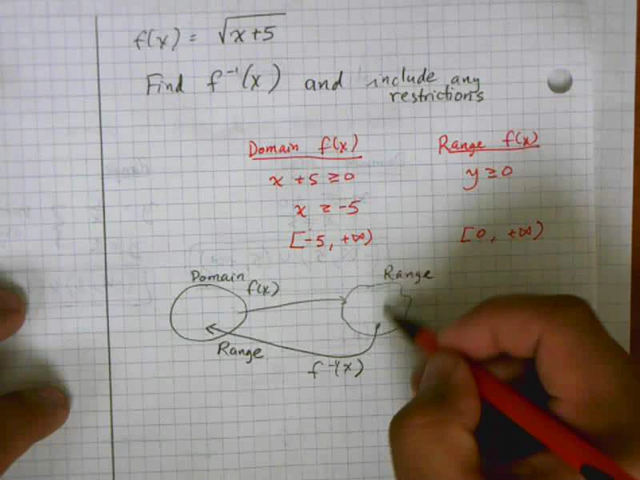 f(x) = √x+5
Find f⁻¹(x) and include any
restrictions
Domain f(x)
x + 5 ≥ 0
x ≥ -5
[-5, +∞)
Range f(x)
y ≥ 0
[0, +∞)
Domain
f(x)
Range
Range
f⁻¹(x)